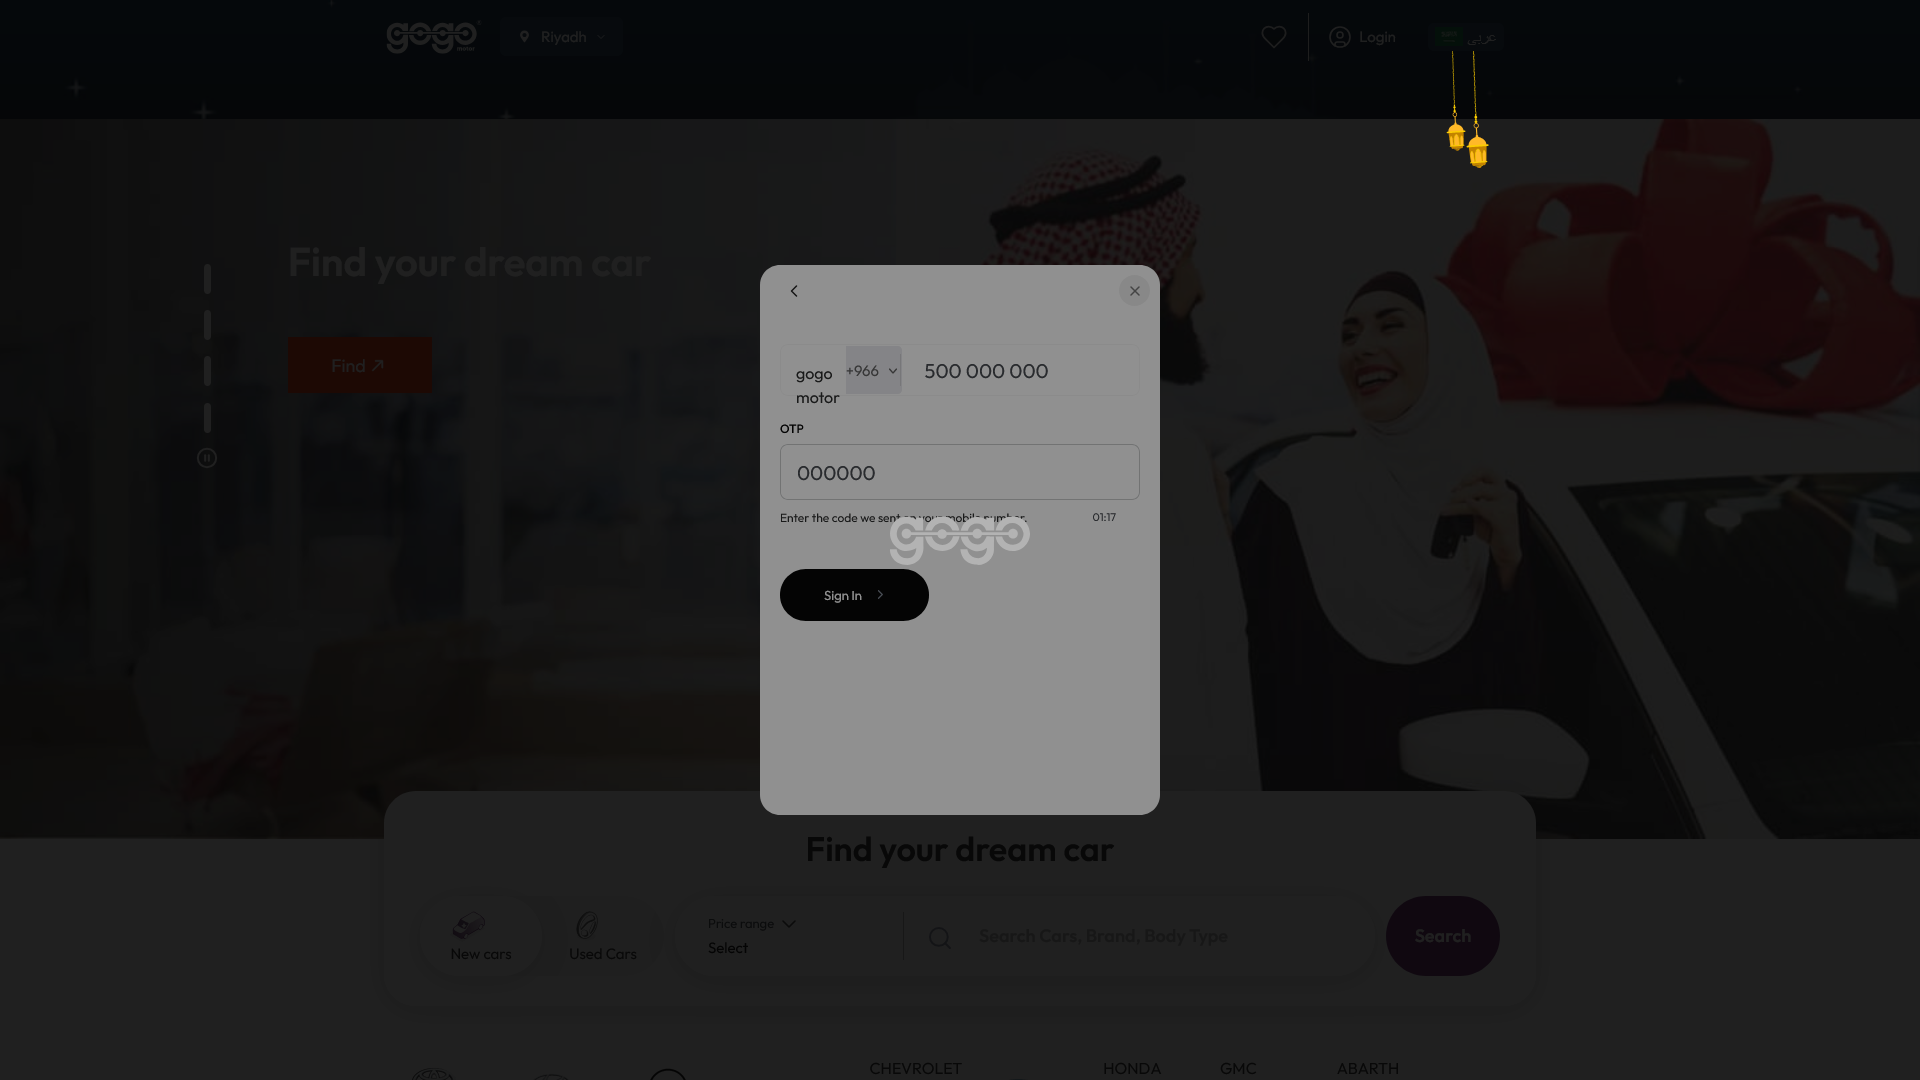 gogo
motor
Riyadh
Login
عربي
Find your dream car
Find
gogo
motor
+966
500 000 000
OTP
000000
Enter the code we sent on your mobile number.
01:17
gogo
Sign In
Find your dream car
New cars
Used Cars
Price range
Select
Search Cars, Brand, Body Type
Search
CHEVROLET
HONDA
GMC
ABARTH